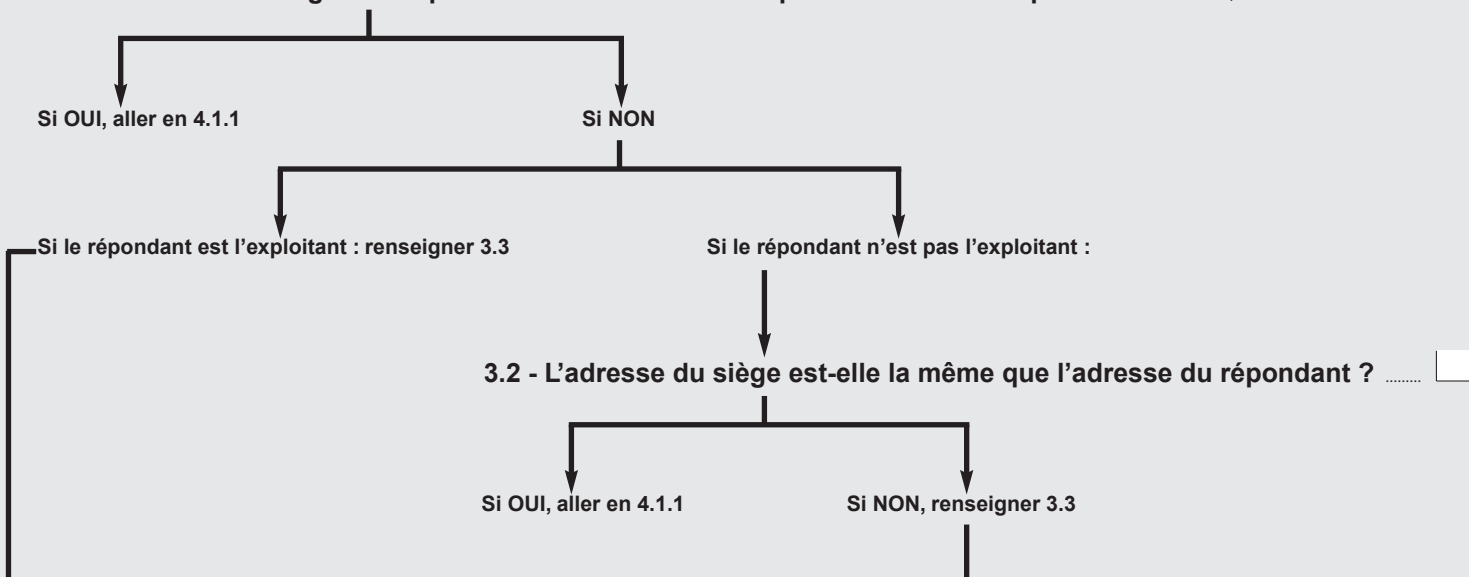 Si OUI, aller en 4.1.1
Si NON
Si le répondant est l’exploitant : renseigner 3.3
Si le répondant n’est pas l’exploitant :
3.2 - L’adresse du siège est-elle la même que l’adresse du répondant ? .........
Si OUI, aller en 4.1.1
Si NON, renseigner 3.3